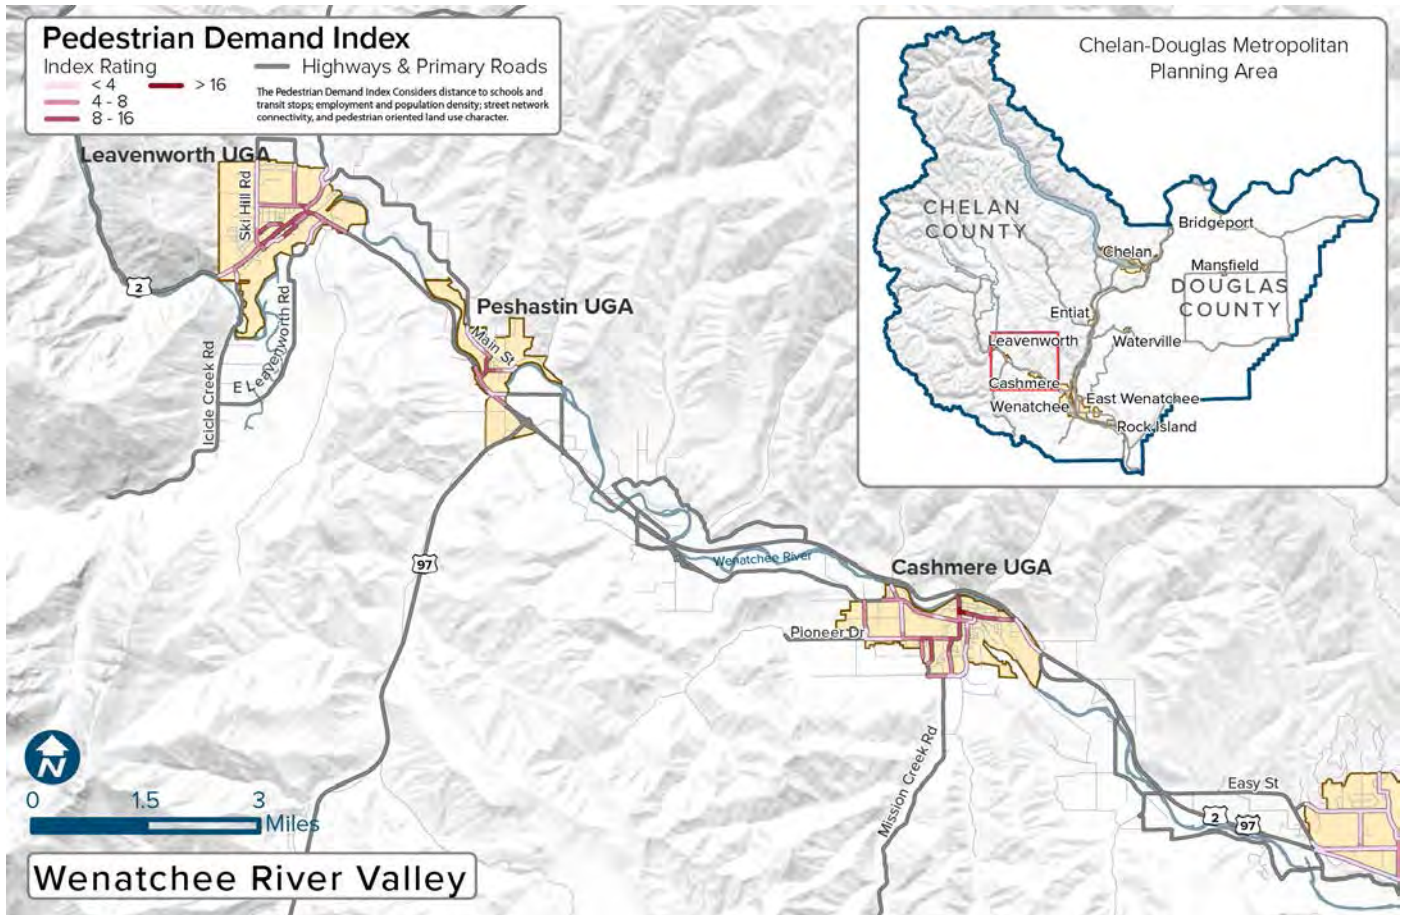 Pedestrian Demand Index
Index Rating
< 4
4 - 8
8 - 16
> 16
Highways & Primary Roads
The Pedestrian Demand Index Considers distance to schools and
transit stops; employment and population density; street network
connectivity, and pedestrian oriented land use character.
Chelan-Douglas Metropolitan
Planning Area
CHELAN
COUNTY
Bridgeport
Chelan
Mansfield
DOUGLAS
COUNTY
Entiat
Waterville
Leavenworth
Cashmere
Wenatchee
East Wenatchee
Rock Island
Leavenworth UGA
Ski Hill Rd
2
E Leavenworth Rd
Icicle Creek Rd
Peshastin UGA
Main St
97
Wenatchee River
Cashmere UGA
Pioneer Dr
Mission Creek Rd
Easy St
2
97
N
0 1.5 3
Miles
Wenatchee River Valley